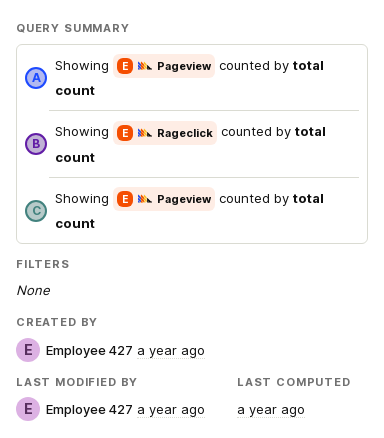 QUERY SUMMARY
A Showing E Pageview counted by total
count
B Showing E Rageclick counted by total
count
C Showing E Pageview counted by total
count
FILTERS
None
CREATED BY
E Employee 427 a year ago
LAST MODIFIED BY LAST COMPUTED
E Employee 427 a year ago a year ago